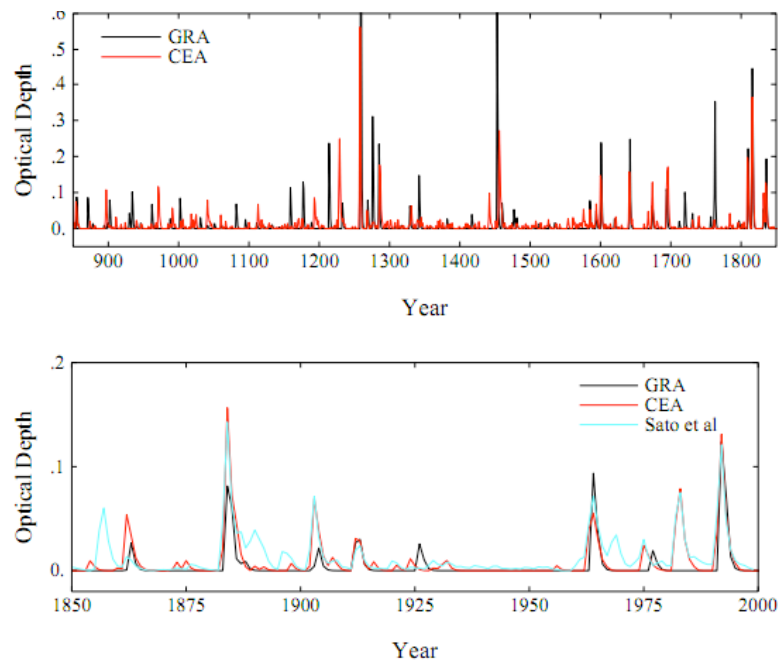 .6
GRA
CEA
.5
.4
.3
.2
.1
0.
Optical Depth
900 1000 1100 1200 1300 1400 1500 1600 1700 1800
Year
.2
GRA
CEA
Sato et al
.1
0.
Optical Depth
1850 1875 1900 1925 1950 1975 2000
Year